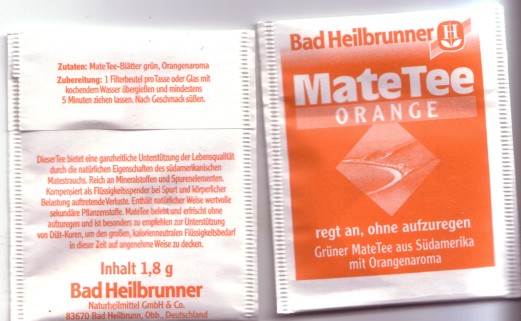 Zutaten: MateTee-Blätter grün, Orangenaroma
Zubereitung: 1 Filterbeutel pro Tasse oder Glas mit
kochendem Wasser übergießen und mindestens
5 Minuten ziehen lassen. Nach Geschmack süßen.
Dieser Tee bietet eine ganzheitliche Unterstützung der Lebensqualität
durch die natürlichen Eigenschaften des südamerikanischen
Matestrauchs. Reich an Mineralstoffen und Spurenelementen.
Kompensiert als Flüssigkeitsspender bei Sport und körperlicher
Belastung auftretende Verluste. Enthält natürlicher Weise wertvolle
sekundäre Pflanzenstoffe. MateTee belebt und erfrischt ohne
aufzuregen und ist besonders zu empfehlen zur Unterstützung
von Diät-Kuren, um den großen, kalorienneutralen Flüssigkeitsbedarf
in dieser Zeit auf angenehme Weise zu decken.
Inhalt 1,8 g
Bad Heilbrunner
Naturheilmittel GmbH & Co.
83670 Bad Heilbrunn, Obb., Deutschland
Bad Heilbrunner
H
MateTee
ORANGE
regt an, ohne aufzuregen
Grüner MateTee aus Südamerika
mit Orangenaroma